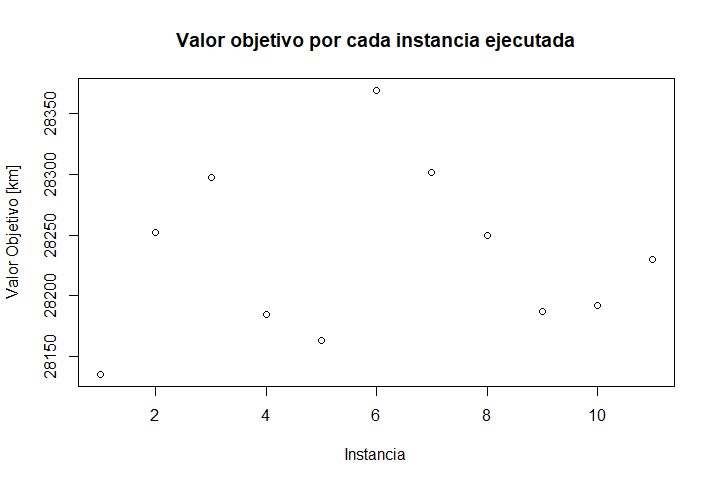 Valor objetivo por cada instancia ejecutada
Valor Objetivo [km]
28350
28300
28250
28200
28150
2 4 6 8 10
Instancia